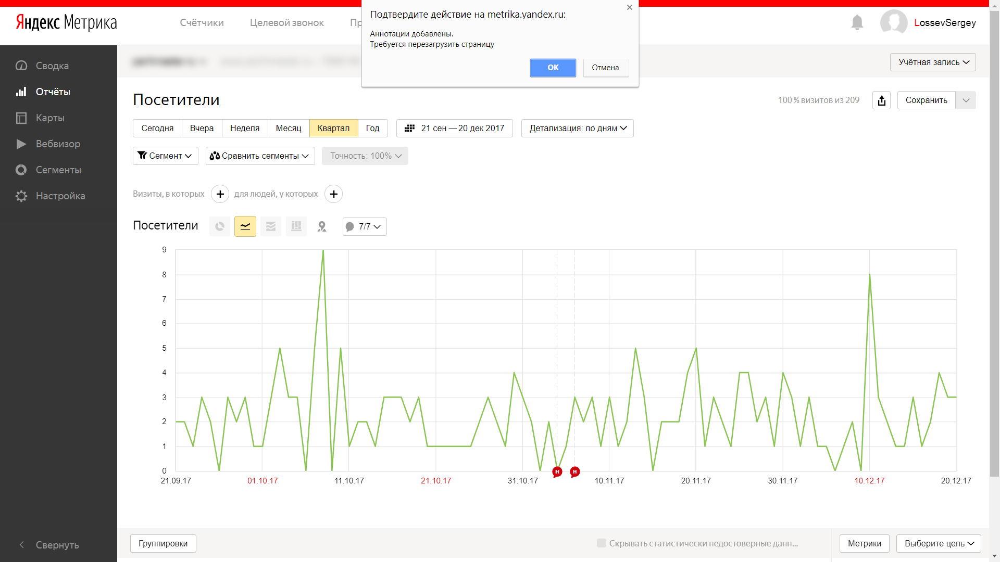 Яндекс Метрика
Счётчики
Целевой звонок
LossevSergey
Подтвердите действие на metrika.yandex.ru:
Аннотации добавлены.
Требуется перезагрузить страницу
OK
Отмена
Учётная запись
Сводка
Отчёты
Карты
Вебвизор
Сегменты
Настройка
Свернуть
Посетители
100 % визитов из 209
Сохранить
Сегодня
Вчера
Неделя
Месяц
Квартал
Год
21 сен — 20 дек 2017
Детализация: по дням
Сегмент
Сравнить сегменты
Точность: 100%
Визиты, в которых
для людей, у которых
Посетители
7/7
9
8
7
6
5
4
3
2
1
0
Н
Н
21.09.17
01.10.17
11.10.17
21.10.17
31.10.17
10.11.17
20.11.17
30.11.17
10.12.17
20.12.17
Группировки
Скрывать статистически недостоверные данн...
Метрики
Выберите цель